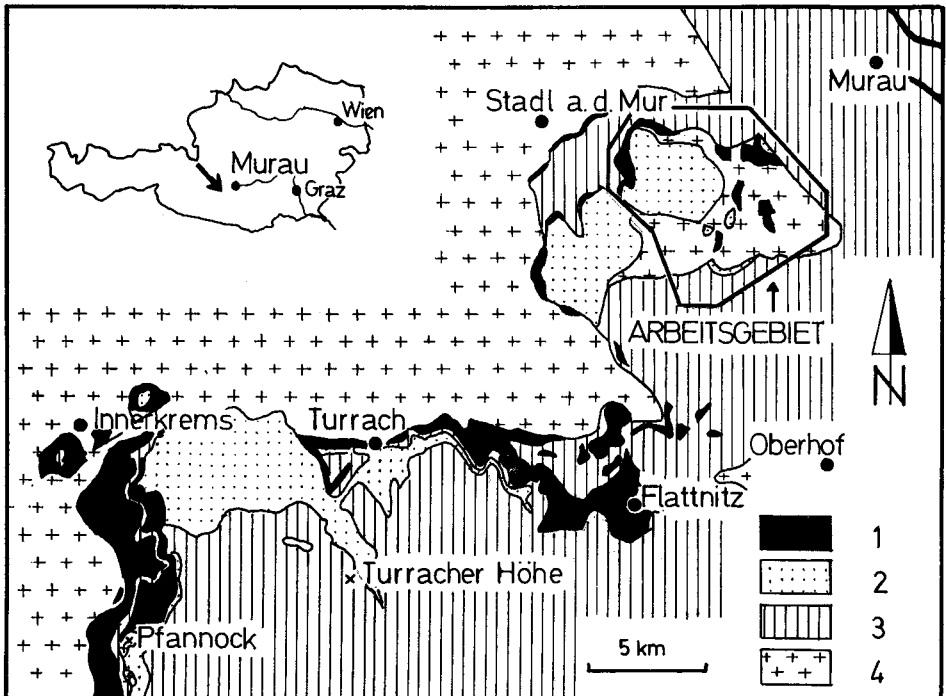 Wien
Murau
Graz
Stadl a.d. Mur
Murau
ARBEITSGEBIET
N
Innerkrems
Turrach
Oberhof
Flattnitz
Turracher Höhe
Pfannock
5 km
1
2
3
4